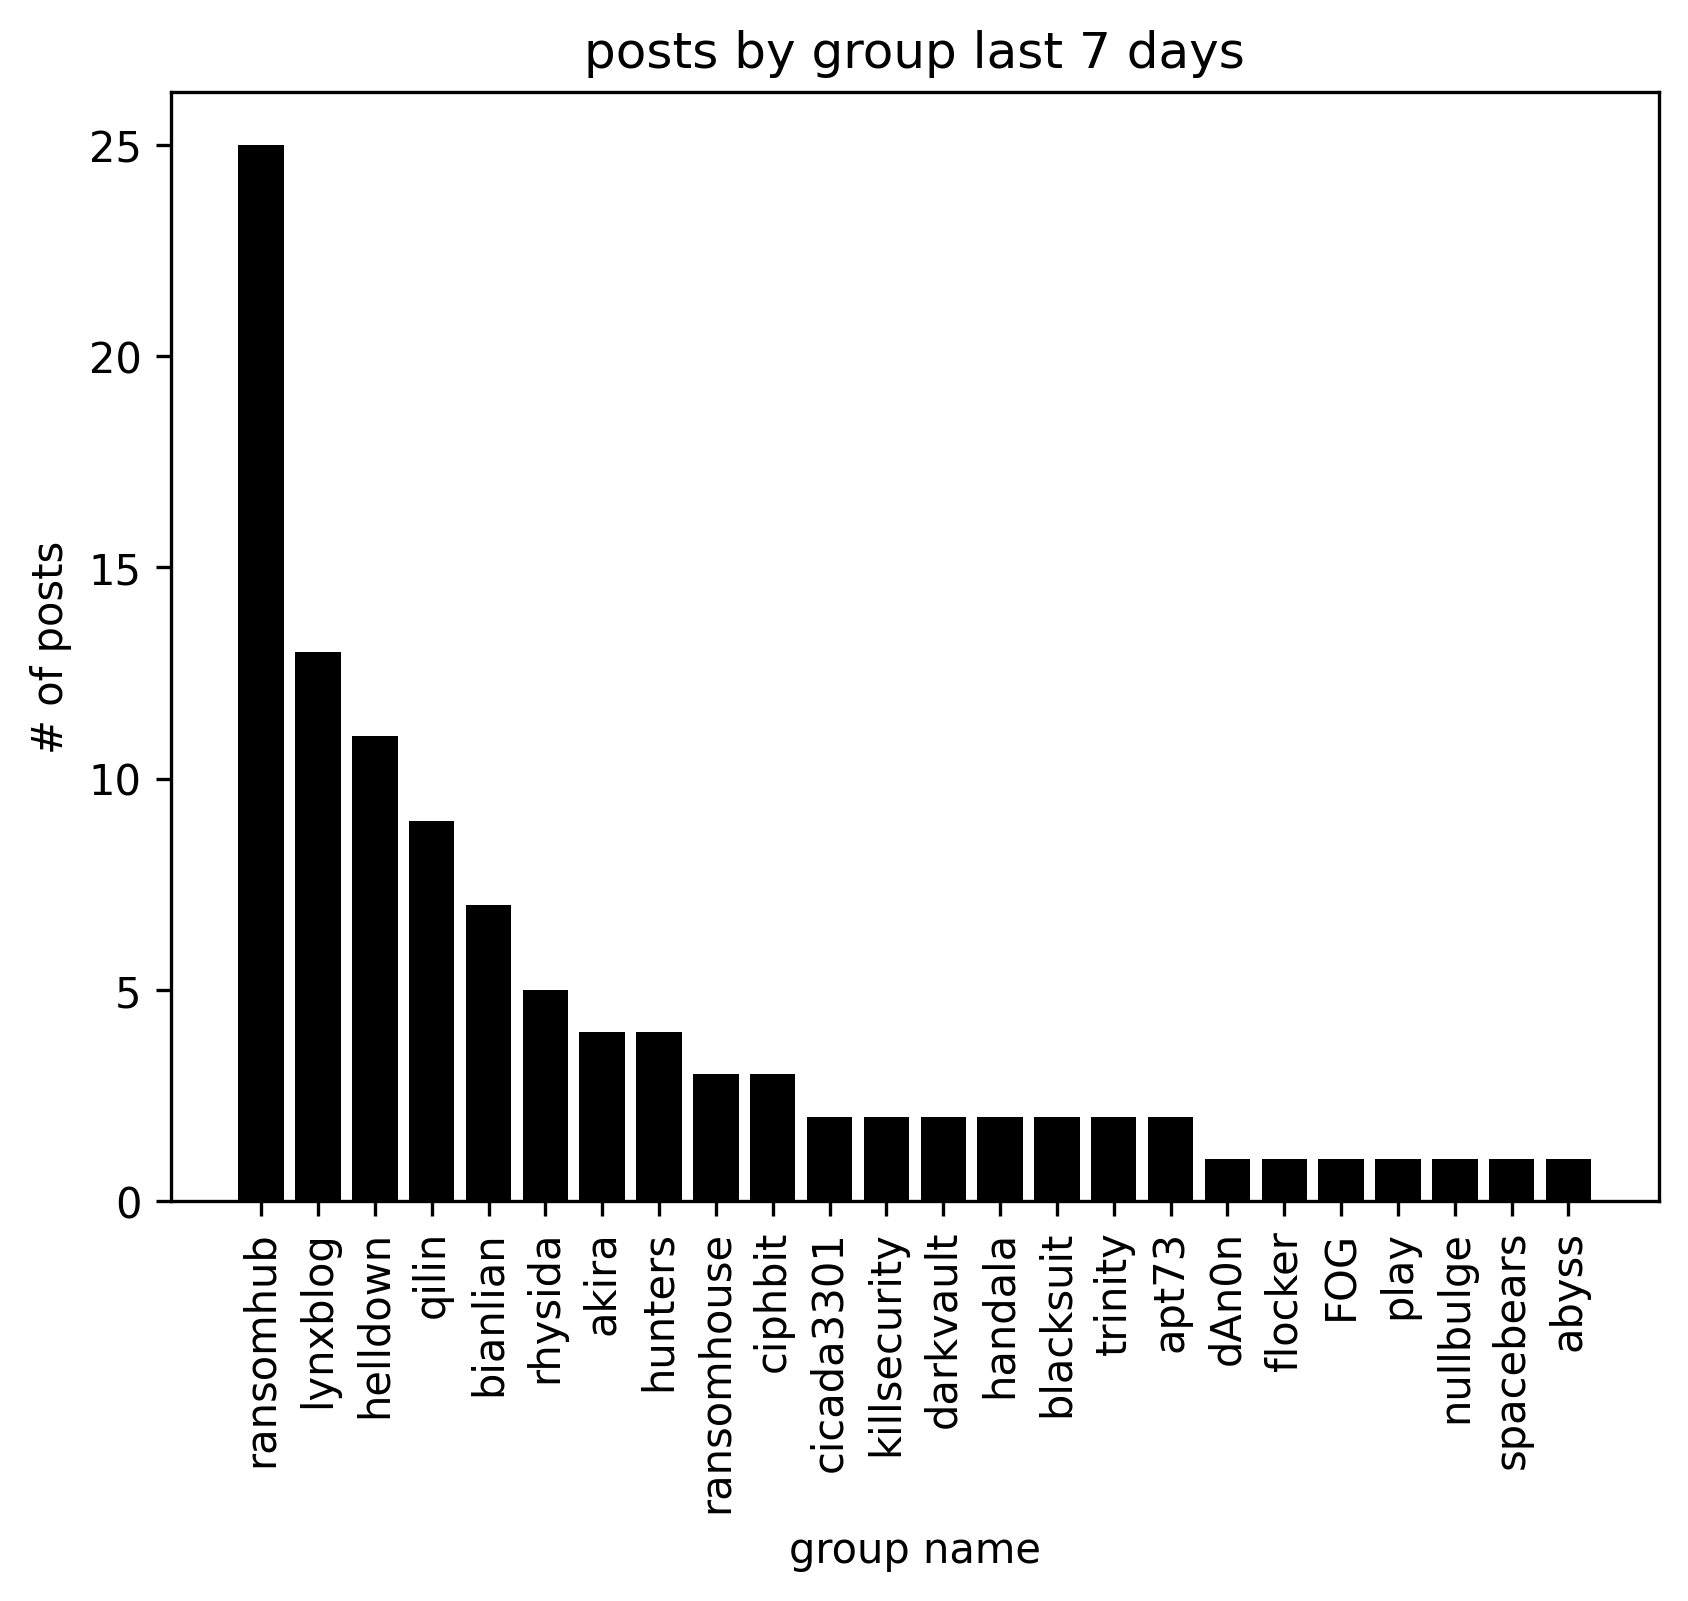 posts by group last 7 days
25
20
15
10
5
0
# of posts
ransomhub
lynxblog
helldown
qilin
bianlian
rhysida
akira
hunters
ransomhouse
ciphbit
cicada3301
killsecurity
darkvault
handala
blacksuit
trinity
apt73
dAn0n
flocker
FOG
play
nullbulge
spacebears
abyss
group name